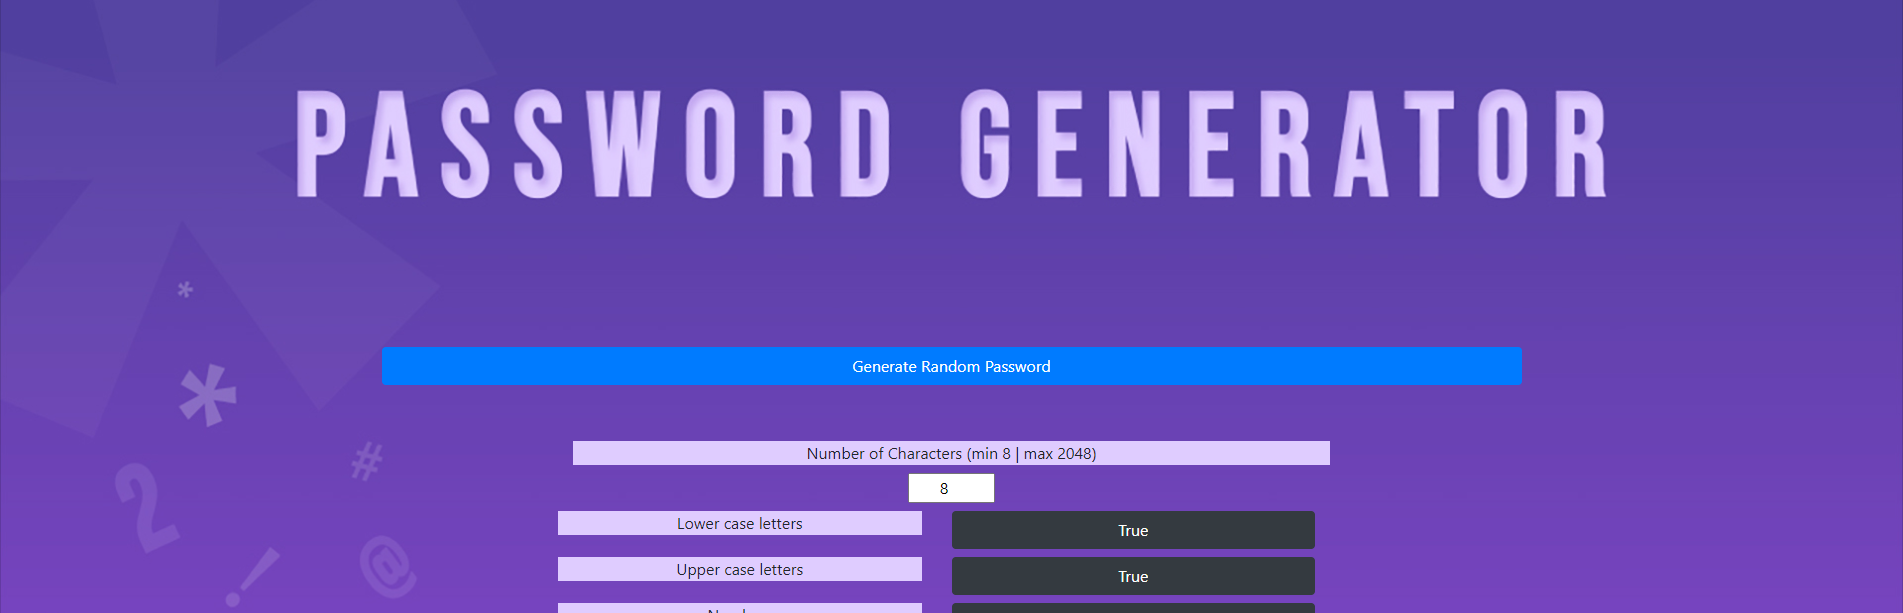 PASSWORD GENERATOR
*
*
#
2
!
@
Generate Random Password
Number of Characters (min 8 | max 2048)
8
Lower case letters
True
Upper case letters
True